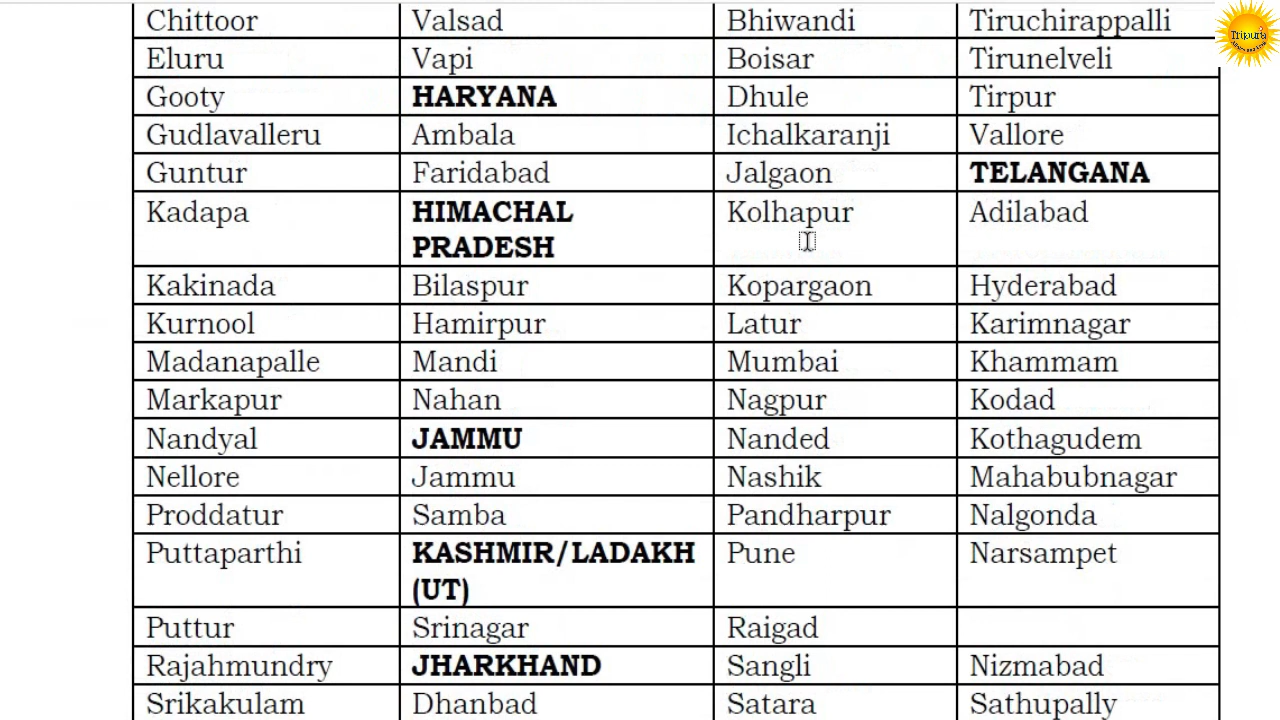 Chittoor Valsad Bhiwandi Tiruchirappalli
Tripura
Eluru Vapi Boisar Tirunelveli
Gooty HARYANA Dhule Tirpur
Gudlavalleru Ambala Ichalkaranji Vallore
Guntur Faridabad Jalgaon TELANGANA
Kadapa HIMACHAL Kolhapur Adilabad
PRADESH
Kakinada Bilaspur Kopargaon Hyderabad
Kurnool Hamirpur Latur Karimnagar
Madanapalle Mandi Mumbai Khammam
Markapur Nahan Nagpur Kodad
Nandyal JAMMU Nanded Kothagudem
Nellore Jammu Nashik Mahabubnagar
Proddatur Samba Pandharpur Nalgonda
Puttaparthi KASHMIR/LADAKH Pune Narsampet
(UT)
Puttur Srinagar Raigad
Rajahmundry JHARKHAND Sangli Nizmabad
Srikakulam Dhanbad Satara Sathupally